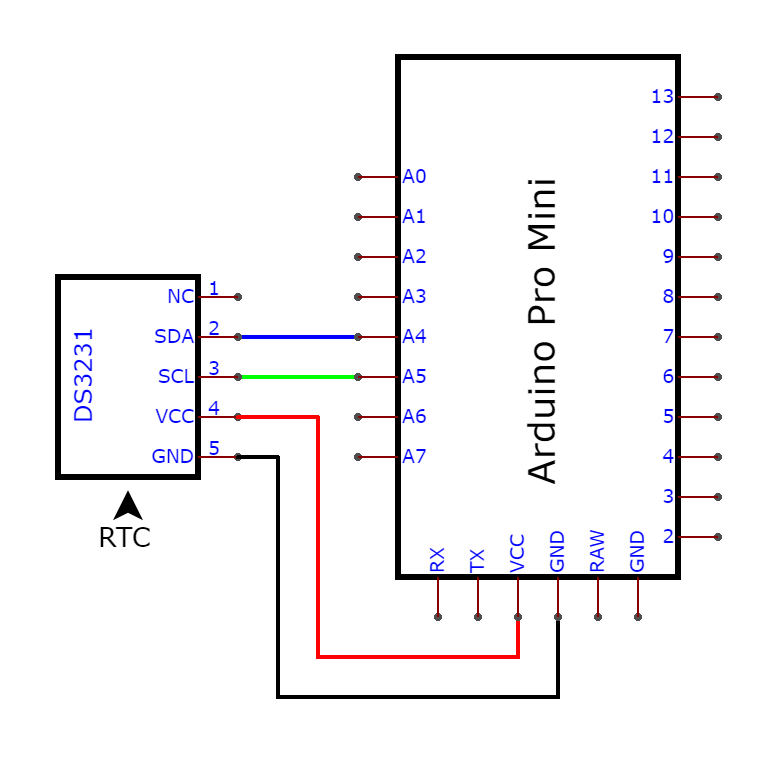 NC 1
SDA 2
SCL 3
VCC 4
GND 5
DS3231
RTC
Arduino Pro Mini
A0
A1
A2
A3
A4
A5
A6
A7
13
12
11
10
9
8
7
6
5
4
3
2
RX
TX
VCC
GND
RAW
GND